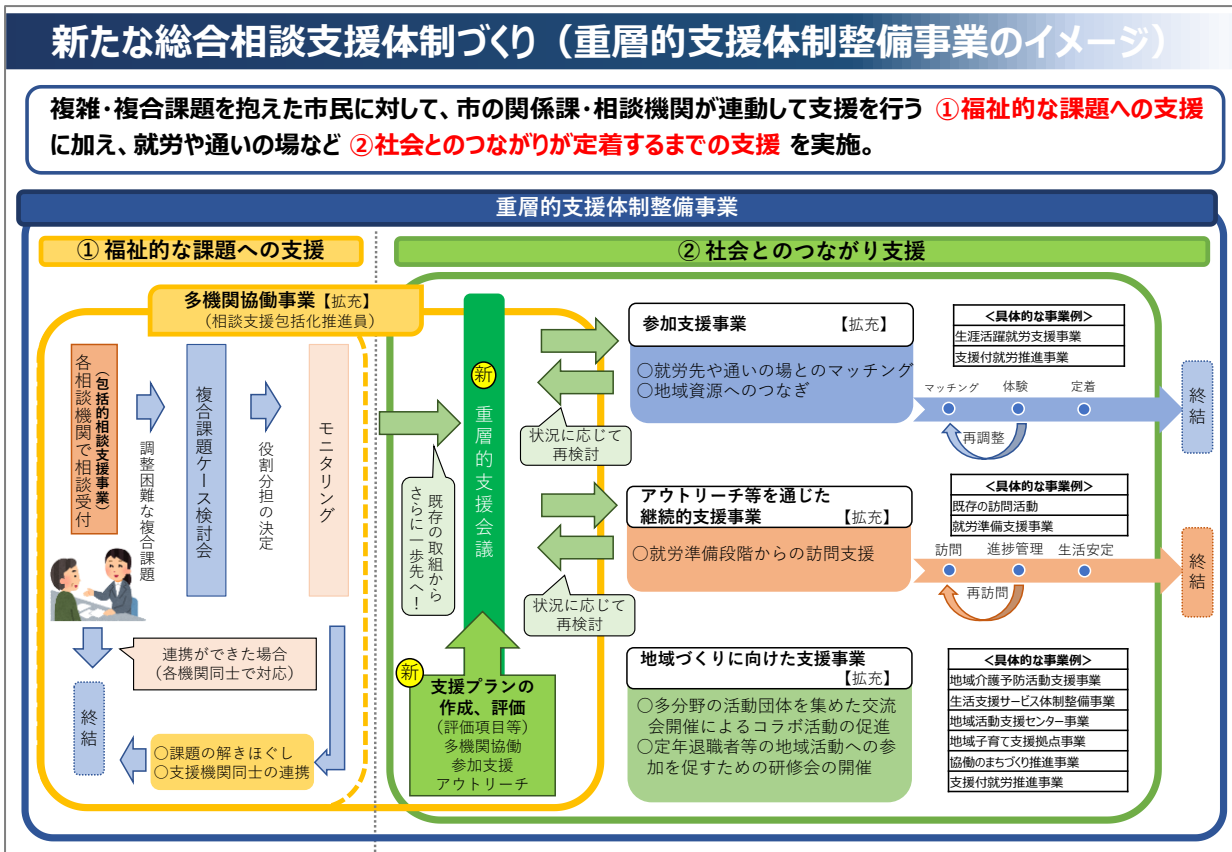 新たな総合相談支援体制づくり（重層的支援体制整備事業のイメージ）
複雑・複合課題を抱えた市民に対して、市の関係課・相談機関が連動して支援を行う ①福祉的な課題への支援
に加え、就労や通いの場など ②社会とのつながりが定着するまでの支援 を実施。
重層的支援体制整備事業
① 福祉的な課題への支援
多機関協働事業【拡充】
(相談支援包括化推進員)
各相談機関で相談受付
(包括的相談支援事業)
調整困難な複合課題
複合課題ケース検討会
役割分担の決定
モニタリング
連携ができた場合
(各機関同士で対応)
終結
○課題の解きほぐし
○支援機関同士の連携
② 社会とのつながり支援
新
重層的支援会議
既存の取組から
さらに一歩先へ！
新
支援プランの
作成、評価
(評価項目等)
多機関協働
参加支援
アウトリーチ
状況に応じて
再検討
参加支援事業 【拡充】
○就労先や通いの場とのマッチング
○地域資源へのつなぎ
＜具体的な事業例＞
生涯活躍就労支援事業
支援付就労推進事業
マッチング 体験 定着
再調整
終結
状況に応じて
再検討
アウトリーチ等を通じた
継続的支援事業 【拡充】
○就労準備段階からの訪問支援
＜具体的な事業例＞
既存の訪問活動
就労準備支援事業
訪問 進捗管理 生活安定
再訪問
終結
地域づくりに向けた支援事業
【拡充】
○多分野の活動団体を集めた交流
会開催によるコラボ活動の促進
○定年退職者等の地域活動への参
加を促すための研修会の開催
＜具体的な事業例＞
地域介護予防活動支援事業
生活支援サービス体制整備事業
地域活動支援センター事業
地域子育て支援拠点事業
協働のまちづくり推進事業
支援付就労推進事業